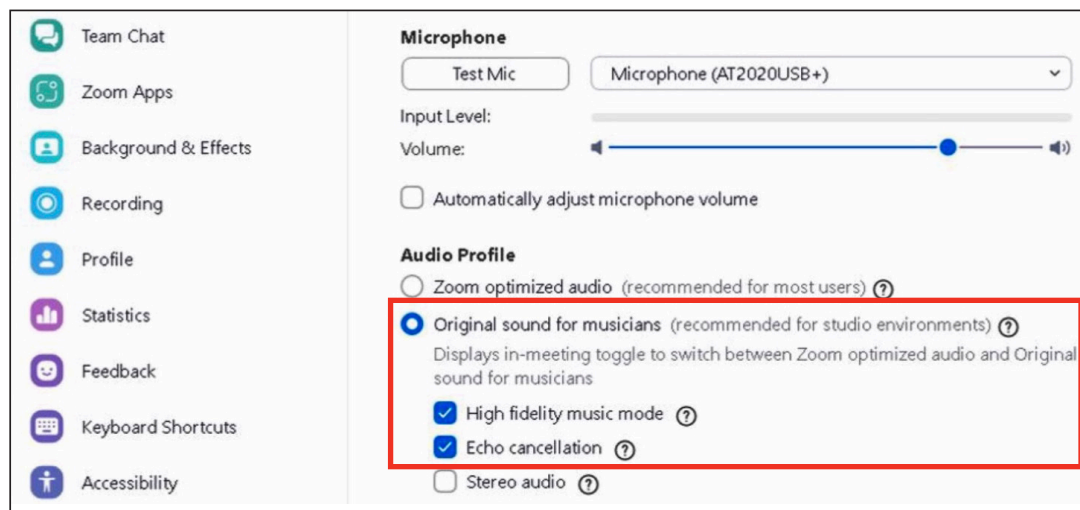 Team Chat
Zoom Apps
Background & Effects
Recording
Profile
Statistics
Feedback
Keyboard Shortcuts
Accessibility
Microphone
Test Mic
Microphone (AT2020USB+)
Input Level:
Volume:
Automatically adjust microphone volume
Audio Profile
Zoom optimized audio (recommended for most users) ?
Original sound for musicians (recommended for studio environments) ?
Displays in-meeting toggle to switch between Zoom optimized audio and Original
sound for musicians
High fidelity music mode ?
Echo cancellation ?
Stereo audio ?